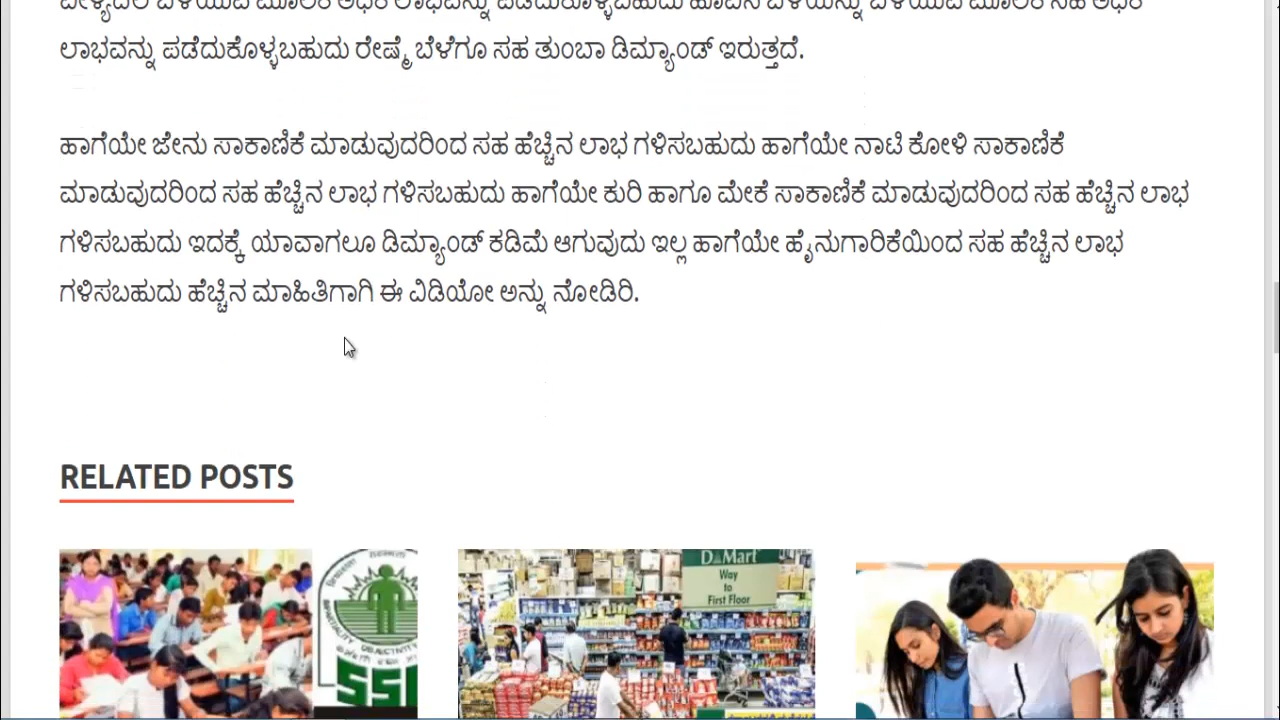 ಲಾಭವನ್ನು ಪಡೆದುಕೊಳ್ಳಬಹುದು ರೇಷ್ಮೆ ಬೆಳೆಗೂ ಸಹ ತುಂಬಾ ಡಿಮ್ಯಾಂಡ್ ಇರುತ್ತದೆ.
ಹಾಗೆಯೇ ಜೇನು ಸಾಕಾಣಿಕೆ ಮಾಡುವುದರಿಂದ ಸಹ ಹೆಚ್ಚಿನ ಲಾಭ ಗಳಿಸಬಹುದು ಹಾಗೆಯೇ ನಾಟಿ ಕೋಳಿ ಸಾಕಾಣಿಕೆ
ಮಾಡುವುದರಿಂದ ಸಹ ಹೆಚ್ಚಿನ ಲಾಭ ಗಳಿಸಬಹುದು ಹಾಗೆಯೇ ಕುರಿ ಹಾಗೂ ಮೇಕೆ ಸಾಕಾಣಿಕೆ ಮಾಡುವುದರಿಂದ ಸಹ ಹೆಚ್ಚಿನ ಲಾಭ
ಗಳಿಸಬಹುದು ಇದಕ್ಕೆ ಯಾವಾಗಲೂ ಡಿಮ್ಯಾಂಡ್ ಕಡಿಮೆ ಆಗುವುದು ಇಲ್ಲ ಹಾಗೆಯೇ ಹೈನುಗಾರಿಕೆಯಿಂದ ಸಹ ಹೆಚ್ಚಿನ ಲಾಭ
ಗಳಿಸಬಹುದು ಹೆಚ್ಚಿನ ಮಾಹಿತಿಗಾಗಿ ಈ ವಿಡಿಯೋ ಅನ್ನು ನೋಡಿರಿ.
RELATED POSTS
D Mart
Way
to
First Floor